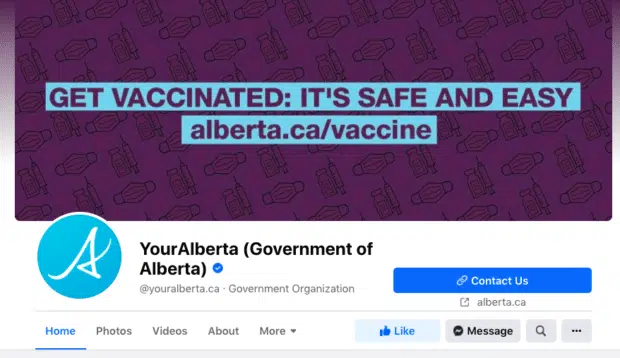 GET VACCINATED: IT'S SAFE AND EASY
alberta.ca/vaccine
YourAlberta (Government of
Alberta)
@youralberta.ca · Government Organization
Contact Us
alberta.ca
Home Photos Videos About More Like Message